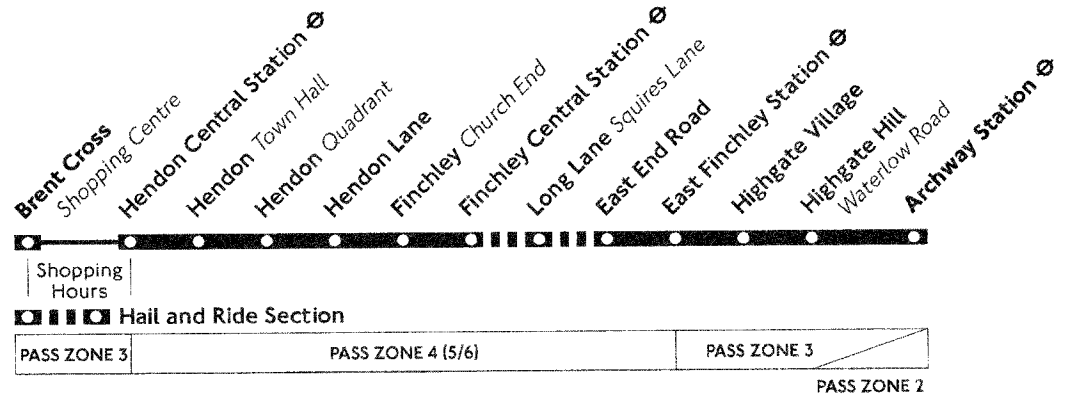 Brent Cross
Shopping Centre
Hendon Central Station
Hendon Town Hall
Hendon Quadrant
Hendon Lane
Finchley Church End
Finchley Central Station
Long Lane Squires Lane
East End Road
East Finchley Station
Highgate Village
Highgate Hill
Waterlow Road
Archway Station
Shopping
Hours
Hail and Ride Section
PASS ZONE 3
PASS ZONE 4 (5/6)
PASS ZONE 3
PASS ZONE 2